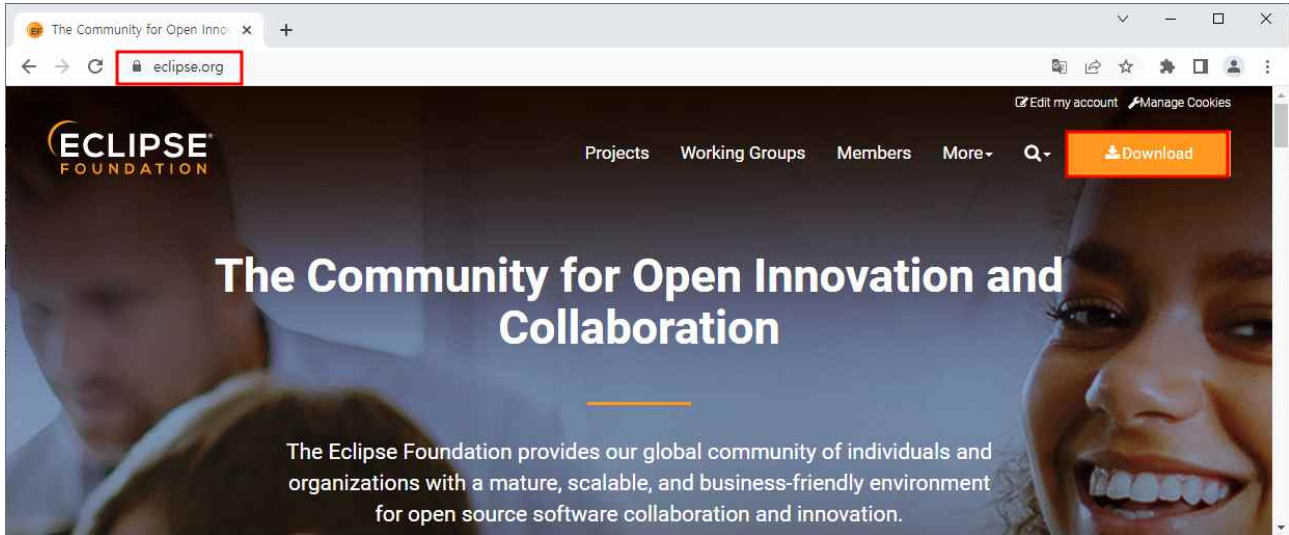 The Community for Open Inno
eclipse.org
Edit my account Manage Cookies
ECLIPSE
FOUNDATION
Projects Working Groups Members More Download
The Community for Open Innovation and
Collaboration
The Eclipse Foundation provides our global community of individuals and
organizations with a mature, scalable, and business-friendly environment
for open source software collaboration and innovation.